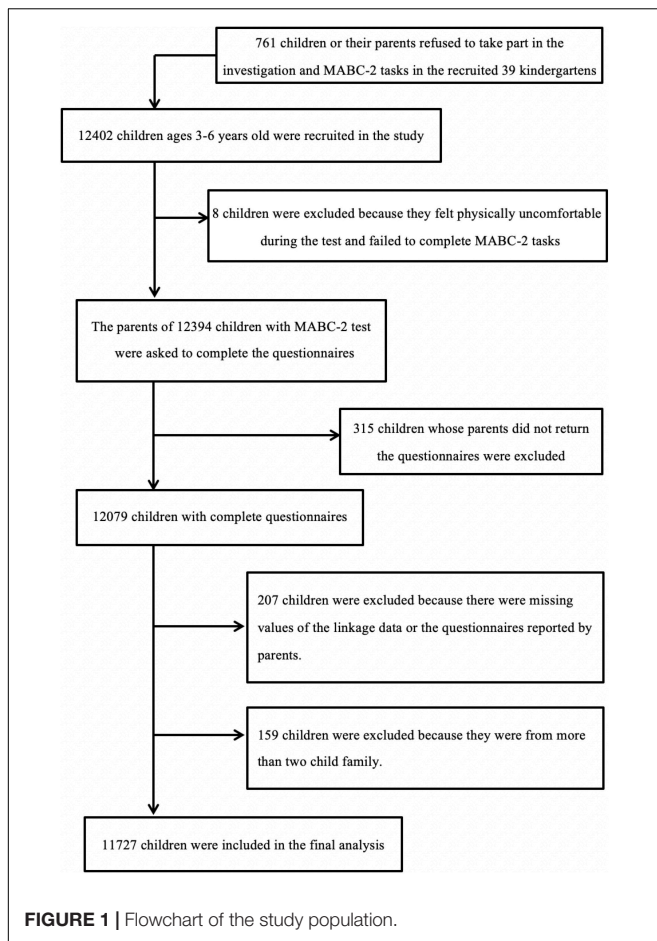 761 children or their parents refused to take part in the
investigation and MABC-2 tasks in the recruited 39 kindergartens
12402 children ages 3-6 years old were recruited in the study
8 children were excluded because they felt physically uncomfortable
during the test and failed to complete MABC-2 tasks
The parents of 12394 children with MABC-2 test
were asked to complete the questionnaires
315 children whose parents did not return
the questionnaires were excluded
12079 children with complete questionnaires
207 children were excluded because there were missing
values of the linkage data or the questionnaires reported by
parents.
159 children were excluded because they were from more
than two child family.
11727 children were included in the final analysis
FIGURE 1 | Flowchart of the study population.